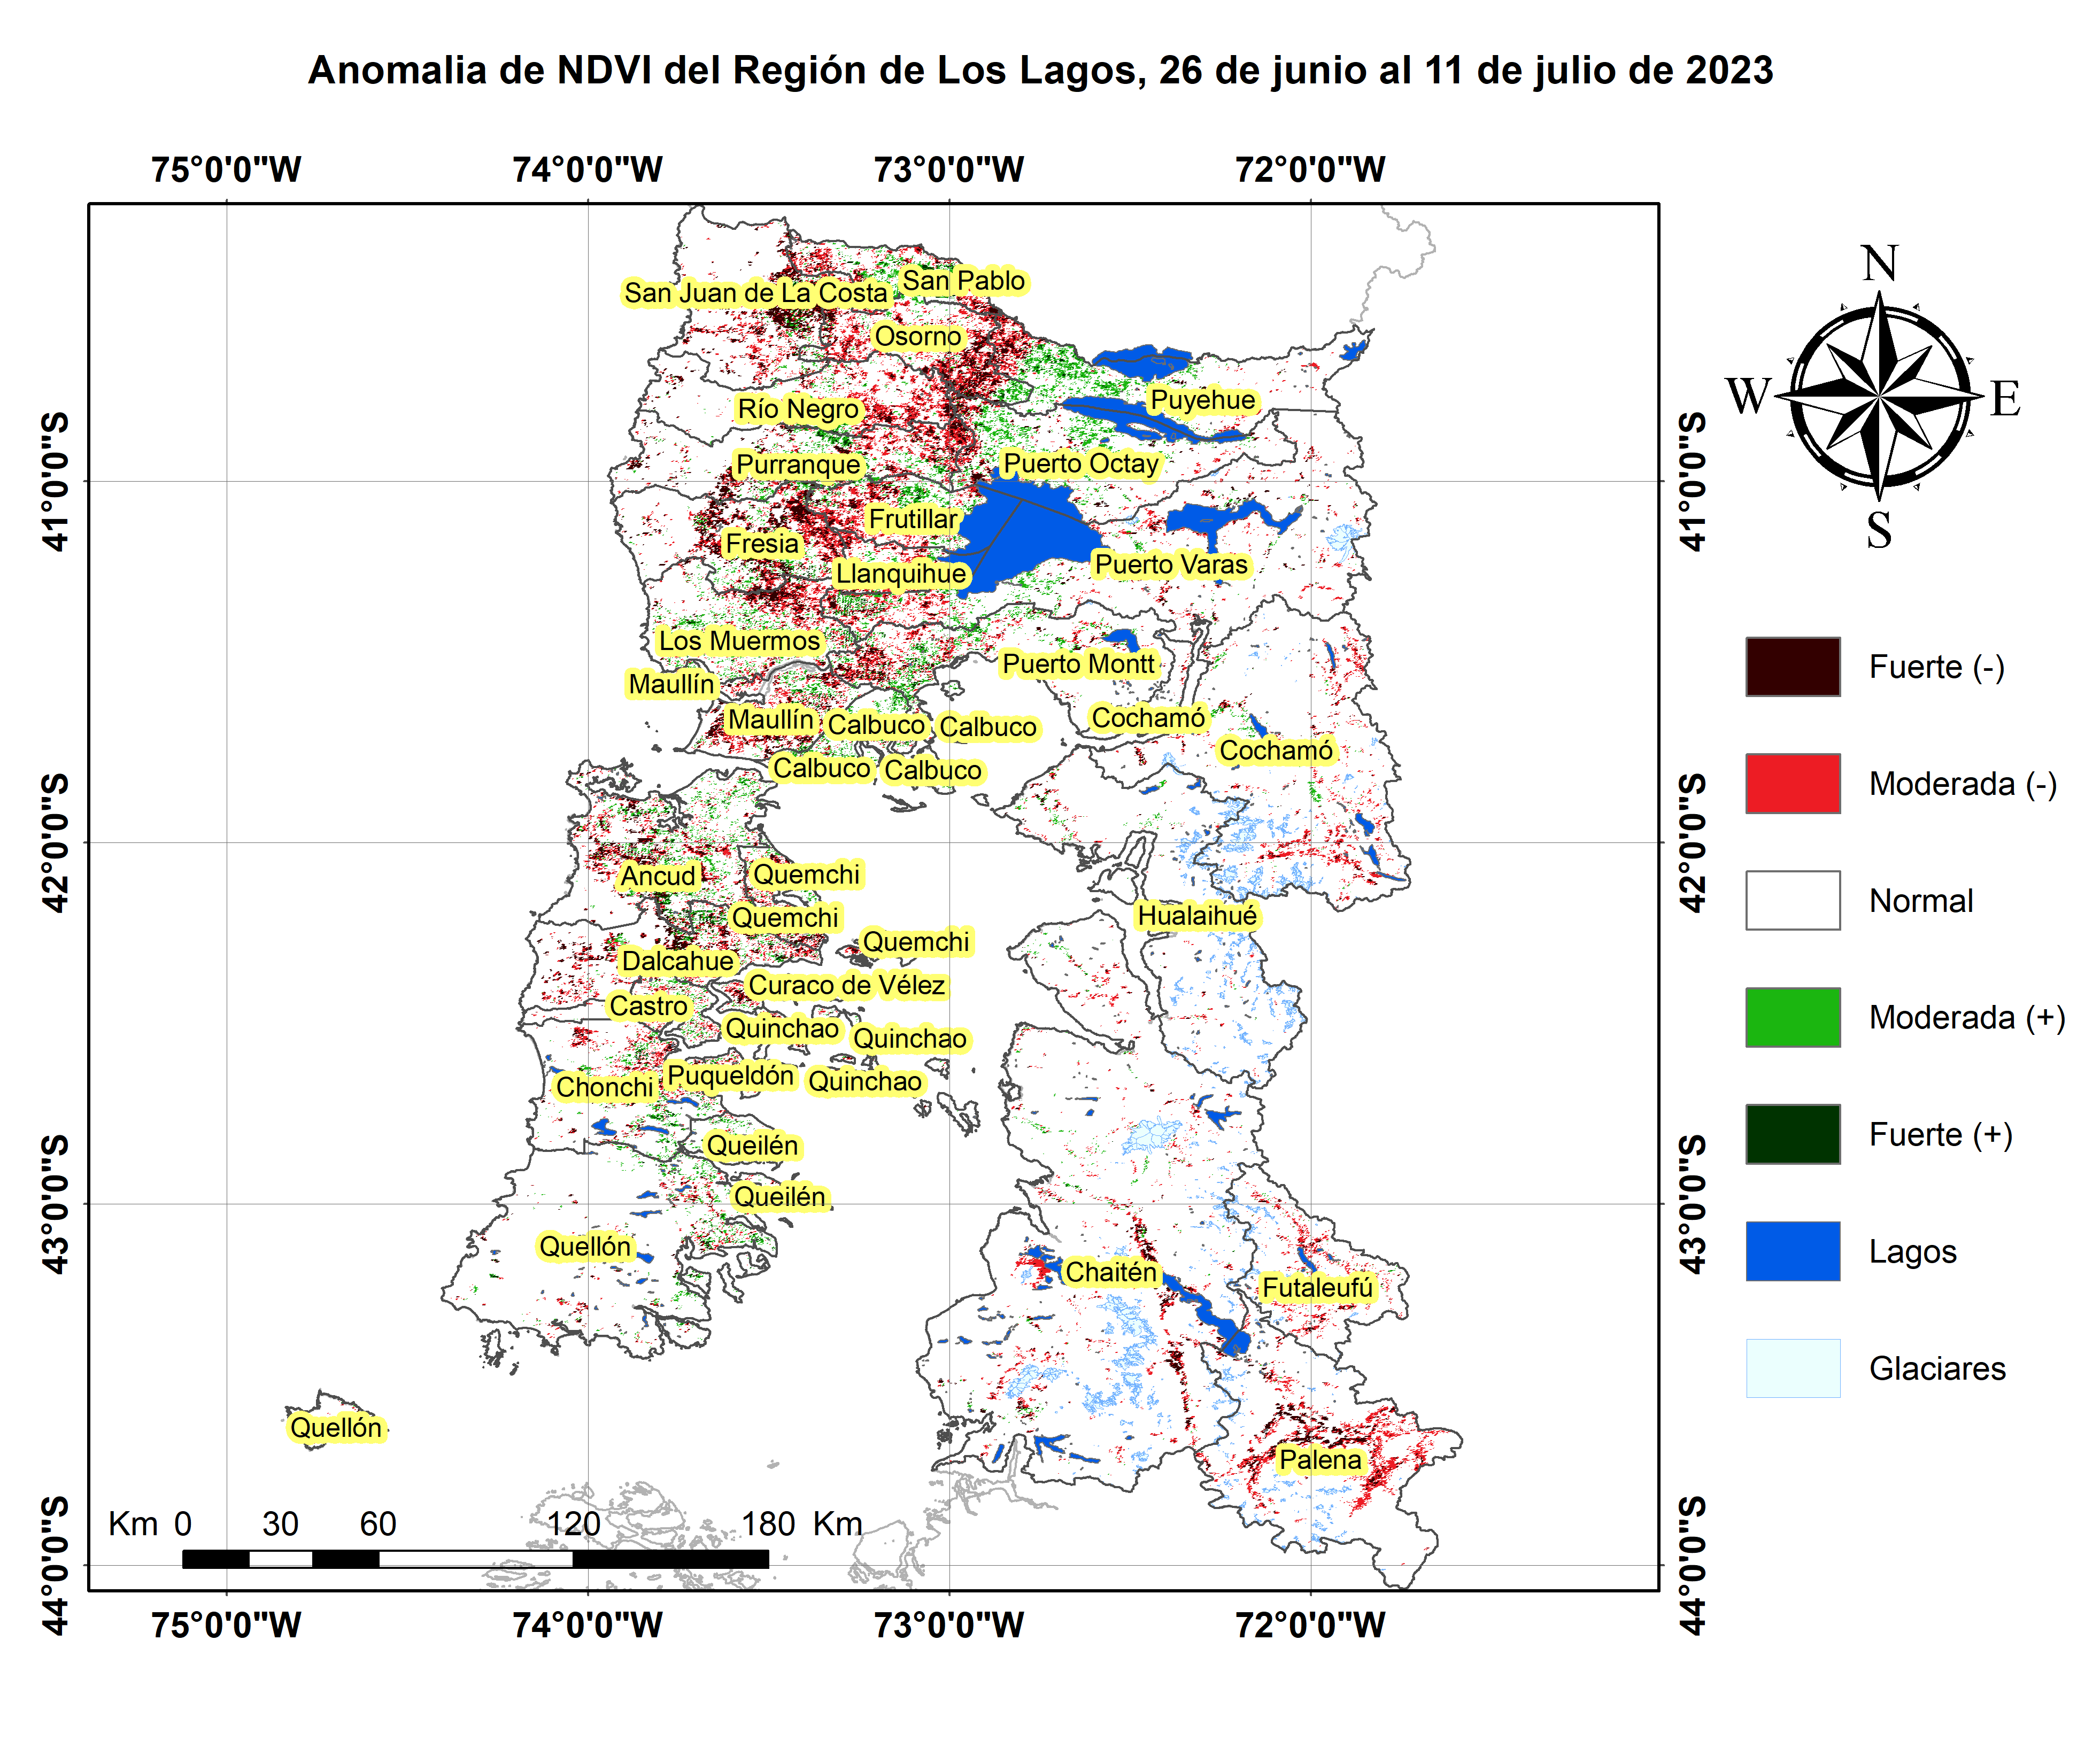 Anomalia de NDVI del Región de Los Lagos, 26 de junio al 11 de julio de 2023
75°0'0"W 74°0'0"W 73°0'0"W 72°0'0"W
41°0'0"S
42°0'0"S
43°0'0"S
44°0'0"S
San Juan de La Costa
San Pablo
Osorno
Puyehue
Río Negro
Purranque
Puerto Octay
Frutillar
Fresia
Puerto Varas
Llanquihue
Los Muermos
Puerto Montt
Maullín
Maullín
Calbuco
Calbuco
Cochamó
Cochamó
Calbuco
Calbuco
Ancud
Quemchi
Quemchi
Hualaihué
Quemchi
Dalcahue
Curaco de Vélez
Castro
Quinchao
Quinchao
Puqueldón
Quinchao
Chonchi
Queilén
Queilén
Quellón
Chaitén
Futaleufú
Quellón
Palena
Km 0 30 60 120 180 Km
75°0'0"W 74°0'0"W 73°0'0"W 72°0'0"W
41°0'0"S
42°0'0"S
43°0'0"S
44°0'0"S
N
W E
S
Fuerte (-)
Moderada (-)
Normal
Moderada (+)
Fuerte (+)
Lagos
Glaciares